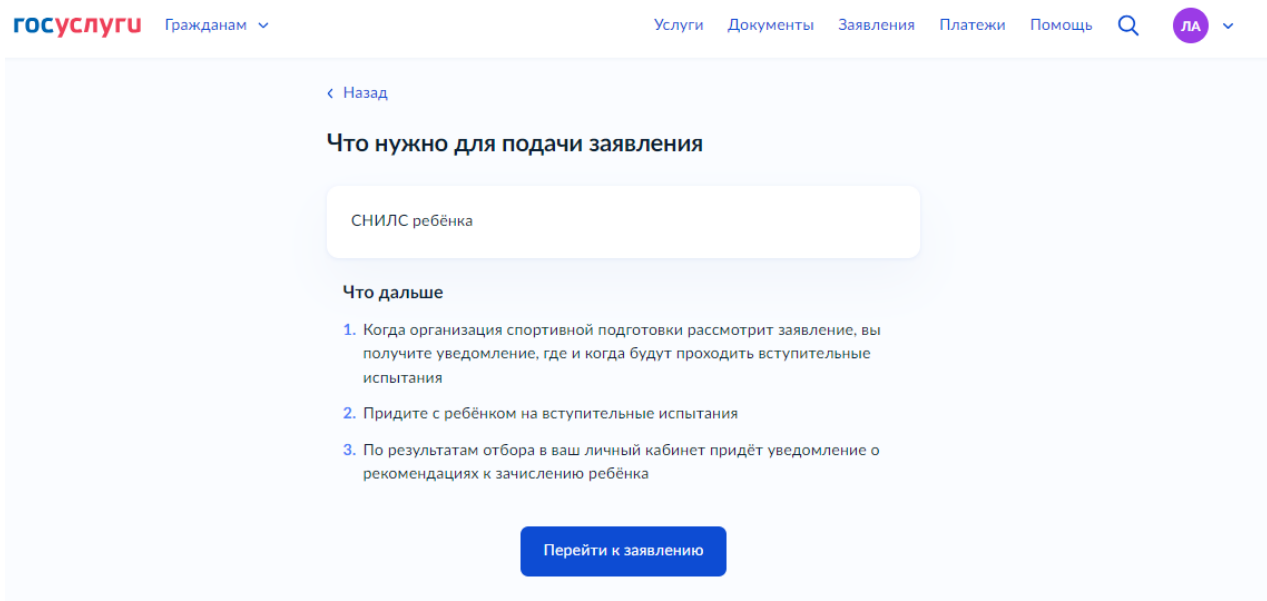 госуслуги Гражданам Услуги Документы Заявления Платежи Помощь ЛА
Назад
Что нужно для подачи заявления
СНИЛС ребёнка
Что дальше
1. Когда организация спортивной подготовки рассмотрит заявление, вы
получите уведомление, где и когда будут проходить вступительные
испытания
2. Придите с ребёнком на вступительные испытания
3. По результатам отбора в ваш личный кабинет придёт уведомление о
рекомендациях к зачислению ребёнка
Перейти к заявлению